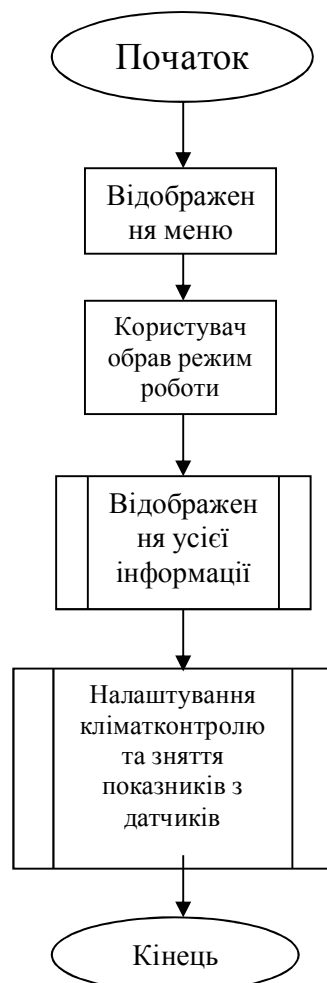 Початок
Відображен
ня меню
Користувач
обрав режим
роботи
Відображен
ня усієї
інформації
Налаштування
кліматконтролю
та зняття
показників з
датчиків
Кінець